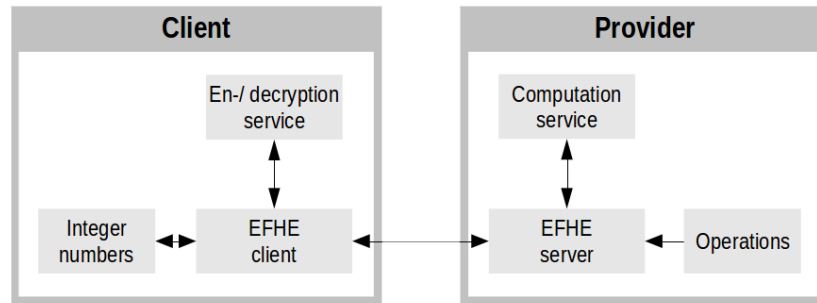 Client
Provider
En-/ decryption
service
Computation
service
Integer
numbers
EFHE
client
EFHE
server
Operations